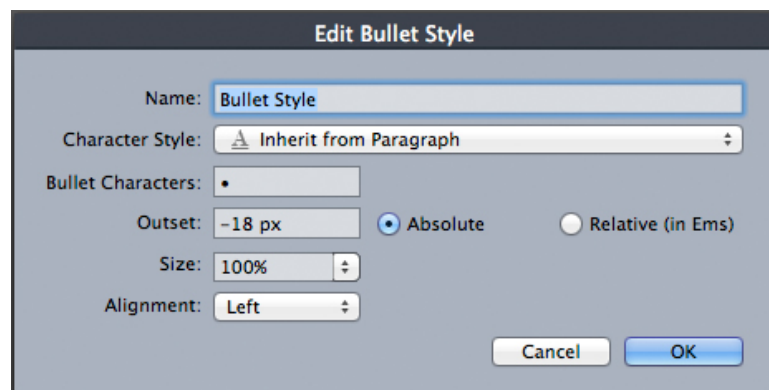 Edit Bullet Style
Name: Bullet Style
Character Style: A Inherit from Paragraph
Bullet Characters: •
Outset: -18 px Absolute Relative (in Ems)
Size: 100%
Alignment: Left
Cancel OK